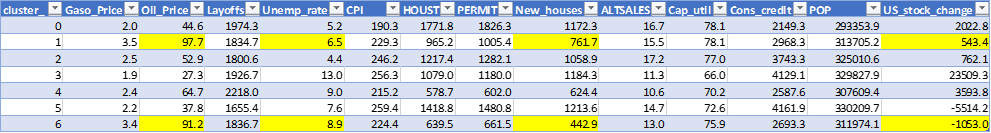 cluster_ Gaso_Price Oil_Price Layoffs Unemp_rate CPI HOUST PERMIT New_houses ALTSALES Cap_util Cons_credit POP US_stock_change
0 2.0 44.6 1974.3 5.2 190.3 1771.8 1826.3 1172.3 16.7 78.1 2149.3 293353.9 2022.8
1 3.5 97.7 1834.7 6.5 229.3 965.2 1005.4 761.7 15.5 78.1 2968.3 313705.2 543.4
2 2.5 52.9 1800.6 4.4 246.2 1217.4 1282.1 1058.9 17.2 77.0 3743.3 325010.6 762.1
3 1.9 27.3 1926.7 13.0 256.3 1079.0 1180.0 1184.3 11.3 66.0 4129.1 329827.9 23509.3
4 2.4 64.7 2218.0 9.0 215.2 578.7 602.0 624.4 10.6 70.2 2587.6 307609.4 3593.8
5 2.2 37.8 1655.4 7.6 259.4 1418.8 1480.8 1213.6 14.7 72.6 4161.9 330209.7 -5514.2
6 3.4 91.2 1836.7 8.9 224.4 639.5 661.5 442.9 13.0 75.9 2693.3 311974.1 -1053.0